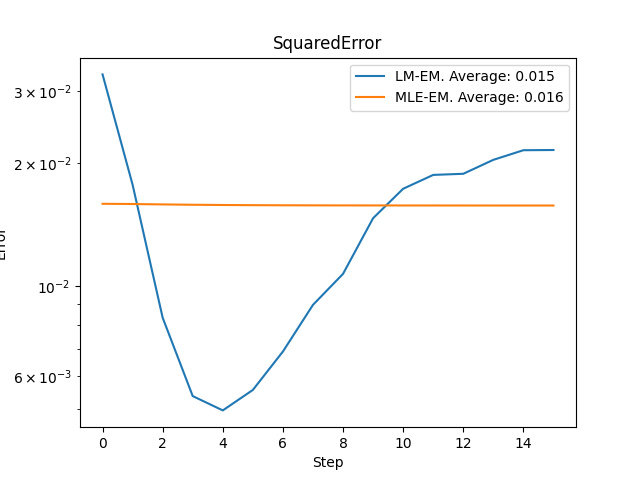 SquaredError
LM-EM. Average: 0.015
MLE-EM. Average: 0.016
3 × 10⁻²
2 × 10⁻²
10⁻²
6 × 10⁻³
Error
0 2 4 6 8 10 12 14
Step